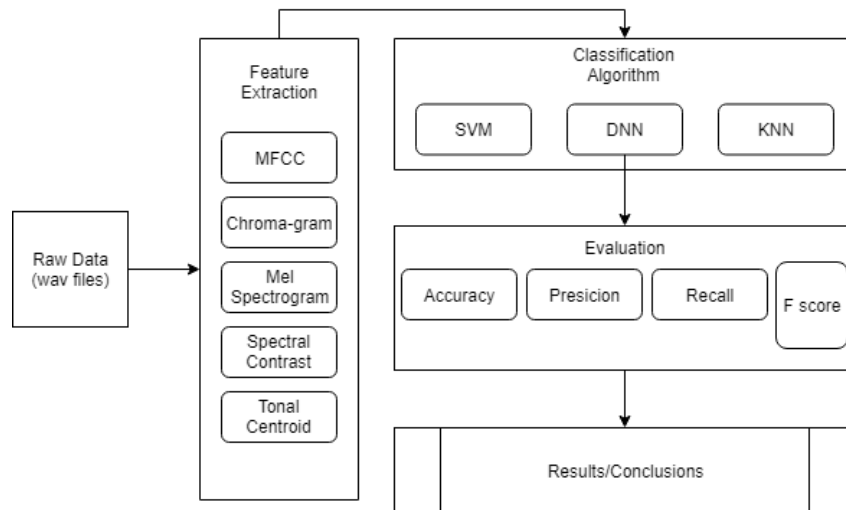 Raw Data
(wav files)
Feature
Extraction
MFCC
Chroma-gram
Mel
Spectrogram
Spectral
Contrast
Tonal
Centroid
Classification
Algorithm
SVM
DNN
KNN
Evaluation
Accuracy
Presicion
Recall
F score
Results/Conclusions